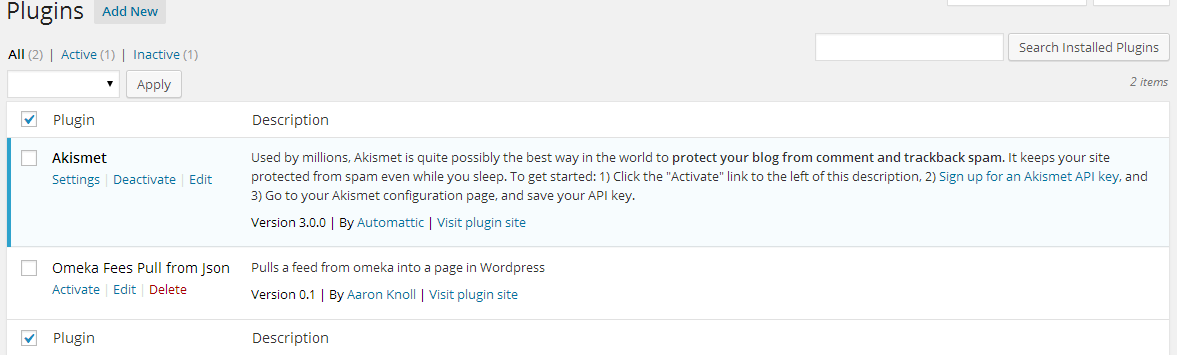 Plugins Add New
All (2) | Active (1) | Inactive (1)
Search Installed Plugins
Apply
2 items
Plugin Description
Akismet
Settings | Deactivate | Edit
Used by millions, Akismet is quite possibly the best way in the world to protect your blog from comment and trackback spam. It keeps your site
protected from spam even while you sleep. To get started: 1) Click the "Activate" link to the left of this description, 2) Sign up for an Akismet API key, and
3) Go to your Akismet configuration page, and save your API key.
Version 3.0.0 | By Automattic | Visit plugin site
Omeka Fees Pull from Json
Activate | Edit | Delete
Pulls a feed from omeka into a page in Wordpress
Version 0.1 | By Aaron Knoll | Visit plugin site
Plugin Description